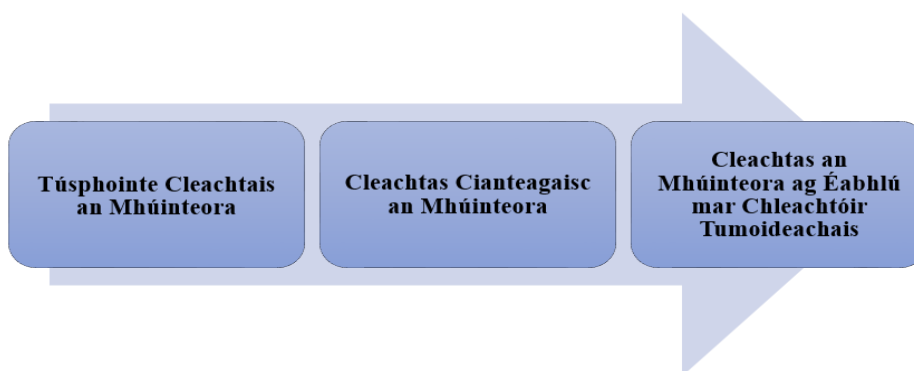 Túsphointe Cleachtais
an Mhúinteora
Cleachtas Cianteagaisc
an Mhúinteora
Cleachtas an
Mhúinteora ag Éabhlú
mar Chleachtóir
Tumoideachais